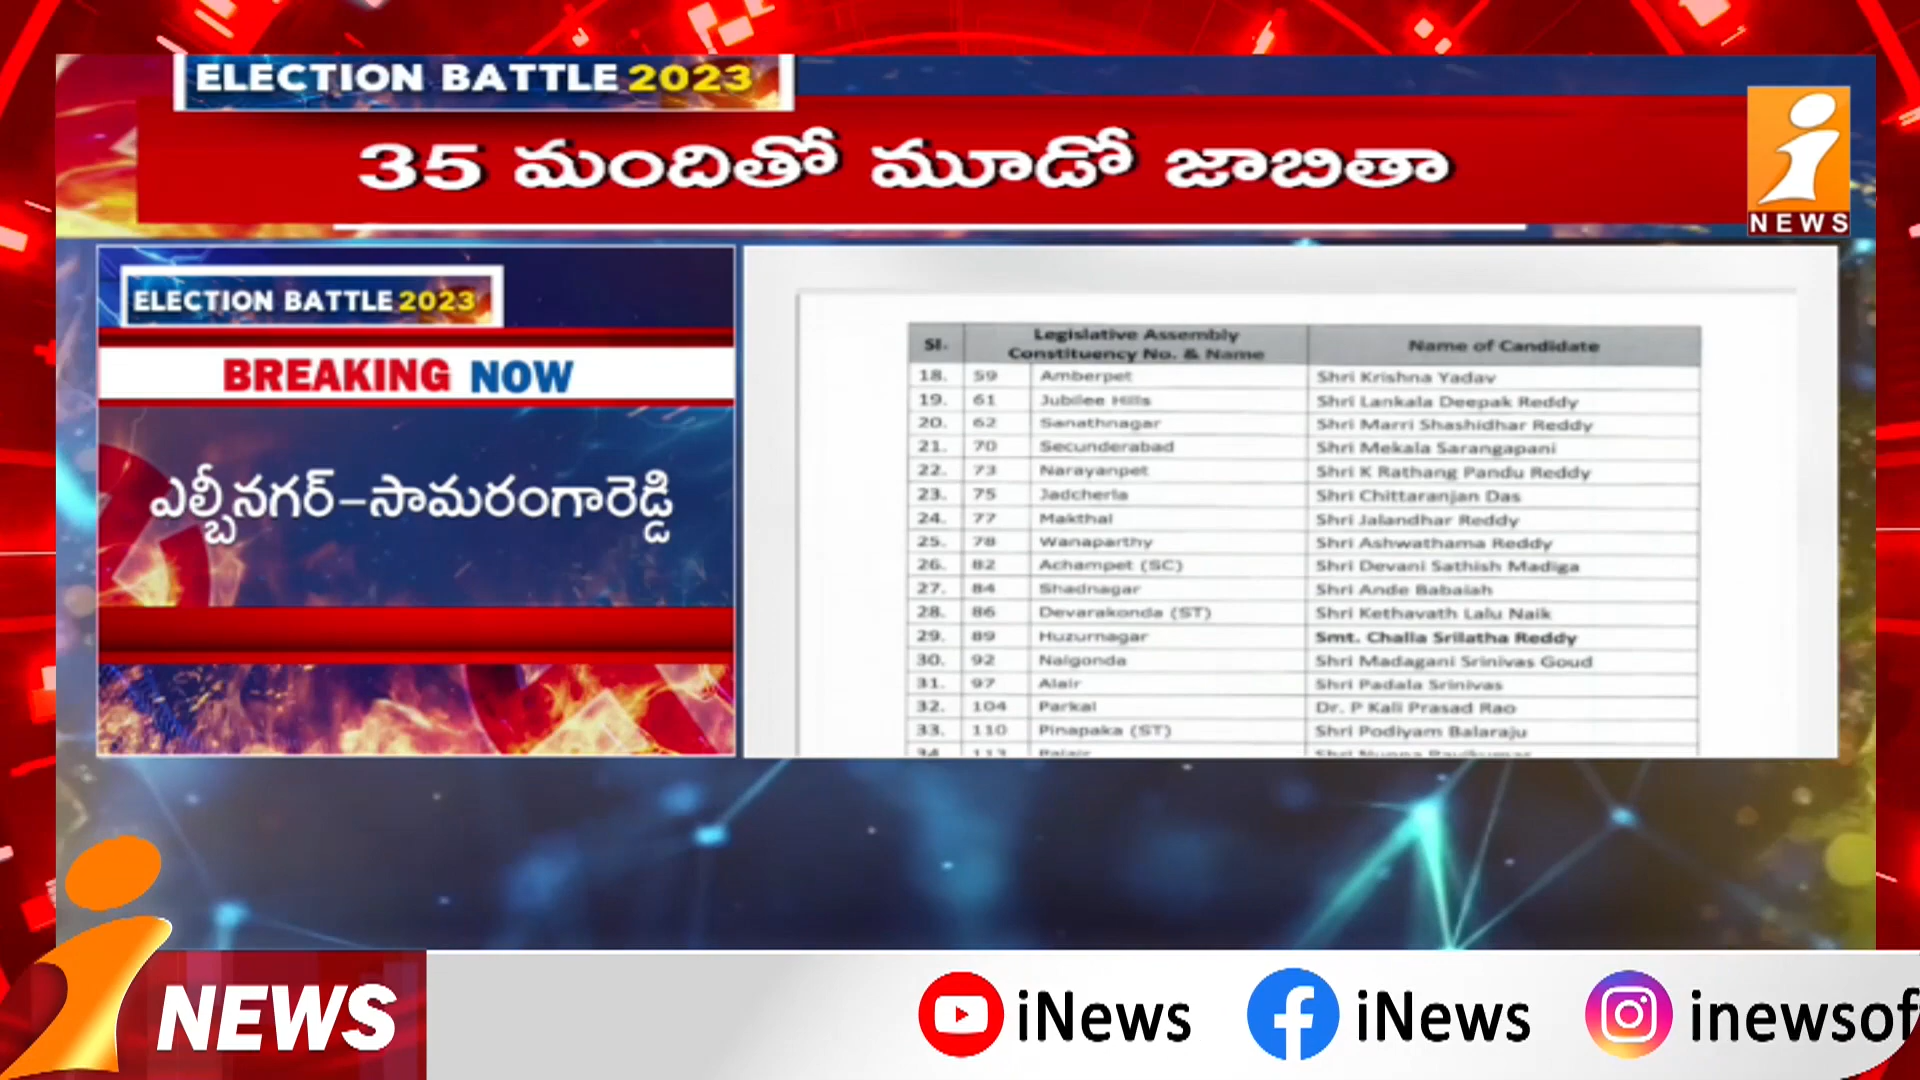 ELECTION BATTLE 2023
35 మందితో మూడో జాబితా
NEWS
ELECTION BATTLE 2023
BREAKING NOW
ఎల్బీనగర్-సామరంగారెడ్డి
Sl. Legislative Assembly Constituency No. & Name Name of Candidate
18. 59 Amberpet Shri Krishna Yadav
19. 61 Jubilee Hills Shri Lankala Deepak Reddy
20. 62 Sanathnagar Shri Marri Shashidhar Reddy
21. 70 Secunderabad Shri Mekala Sarangapani
22. 73 Narayanpet Shri K Rathang Pandu Reddy
23. 75 Jadcherla Shri Chittaranjan Das
24. 77 Makthal Shri Jalandhar Reddy
25. 78 Wanaparthy Shri Ashwathama Reddy
26. 82 Achampet (SC) Shri Devani Sathish Madiga
27. 84 Shadnagar Shri Ande Babaiah
28. 86 Devarakonda (ST) Shri Kethavath Lalu Naik
29. 89 Huzurnagar Smt. Challa Srilatha Reddy
30. 92 Nalgonda Shri Madagani Srinivas Goud
31. 97 Alair Shri Padala Srinivas
32. 104 Parkal Dr. P Kali Prasad Rao
33. 110 Pinapaka (ST) Shri Podiyam Balaraju
34 113 Palair Shri Nunna Ravikumar
NEWS
iNews
iNews
inewsof